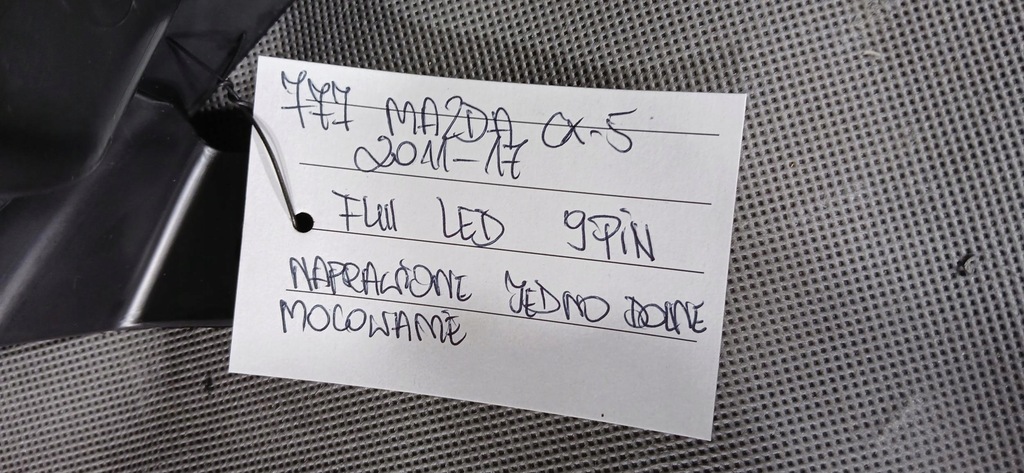 777 MAZDA CX-5
2011-17
FUll LED 9PIN
NAPRAWIONE JEDNO DOLNE
MOCOWANIE